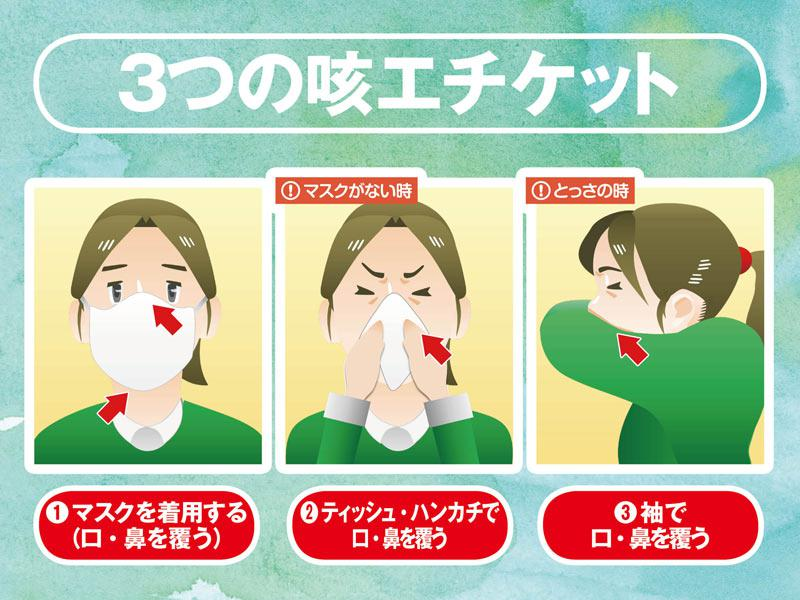 3つの咳エチケット
! マスクがない時
! とっさの時
❶ マスクを着用する
(口・鼻を覆う)
❷ ティッシュ・ハンカチで
口・鼻を覆う
❸ 袖で
口・鼻を覆う